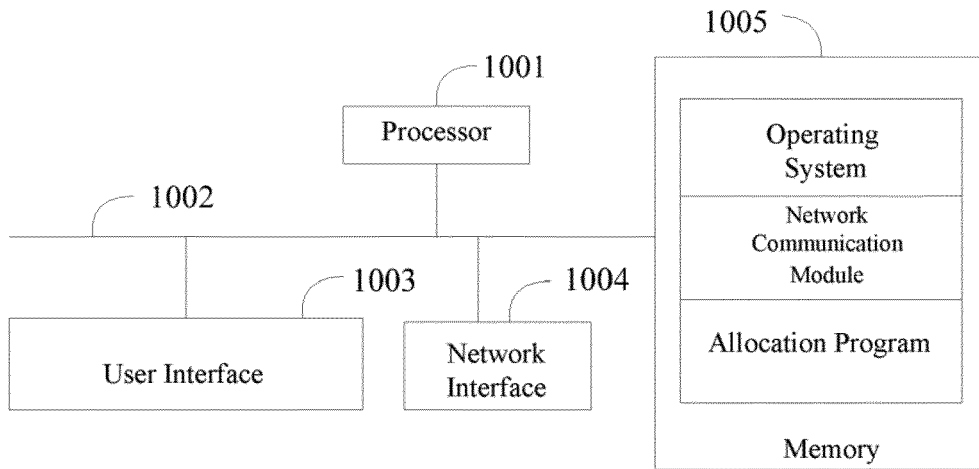 1005
1001
Processor
Operating
System
1002
Network
Communication
Module
1003
1004
Allocation Program
User Interface
Network
Interface
Memory